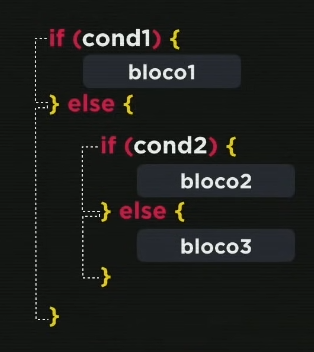 if (cond1) {
bloco1
} else {
if (cond2) {
bloco2
} else {
bloco3
}
}